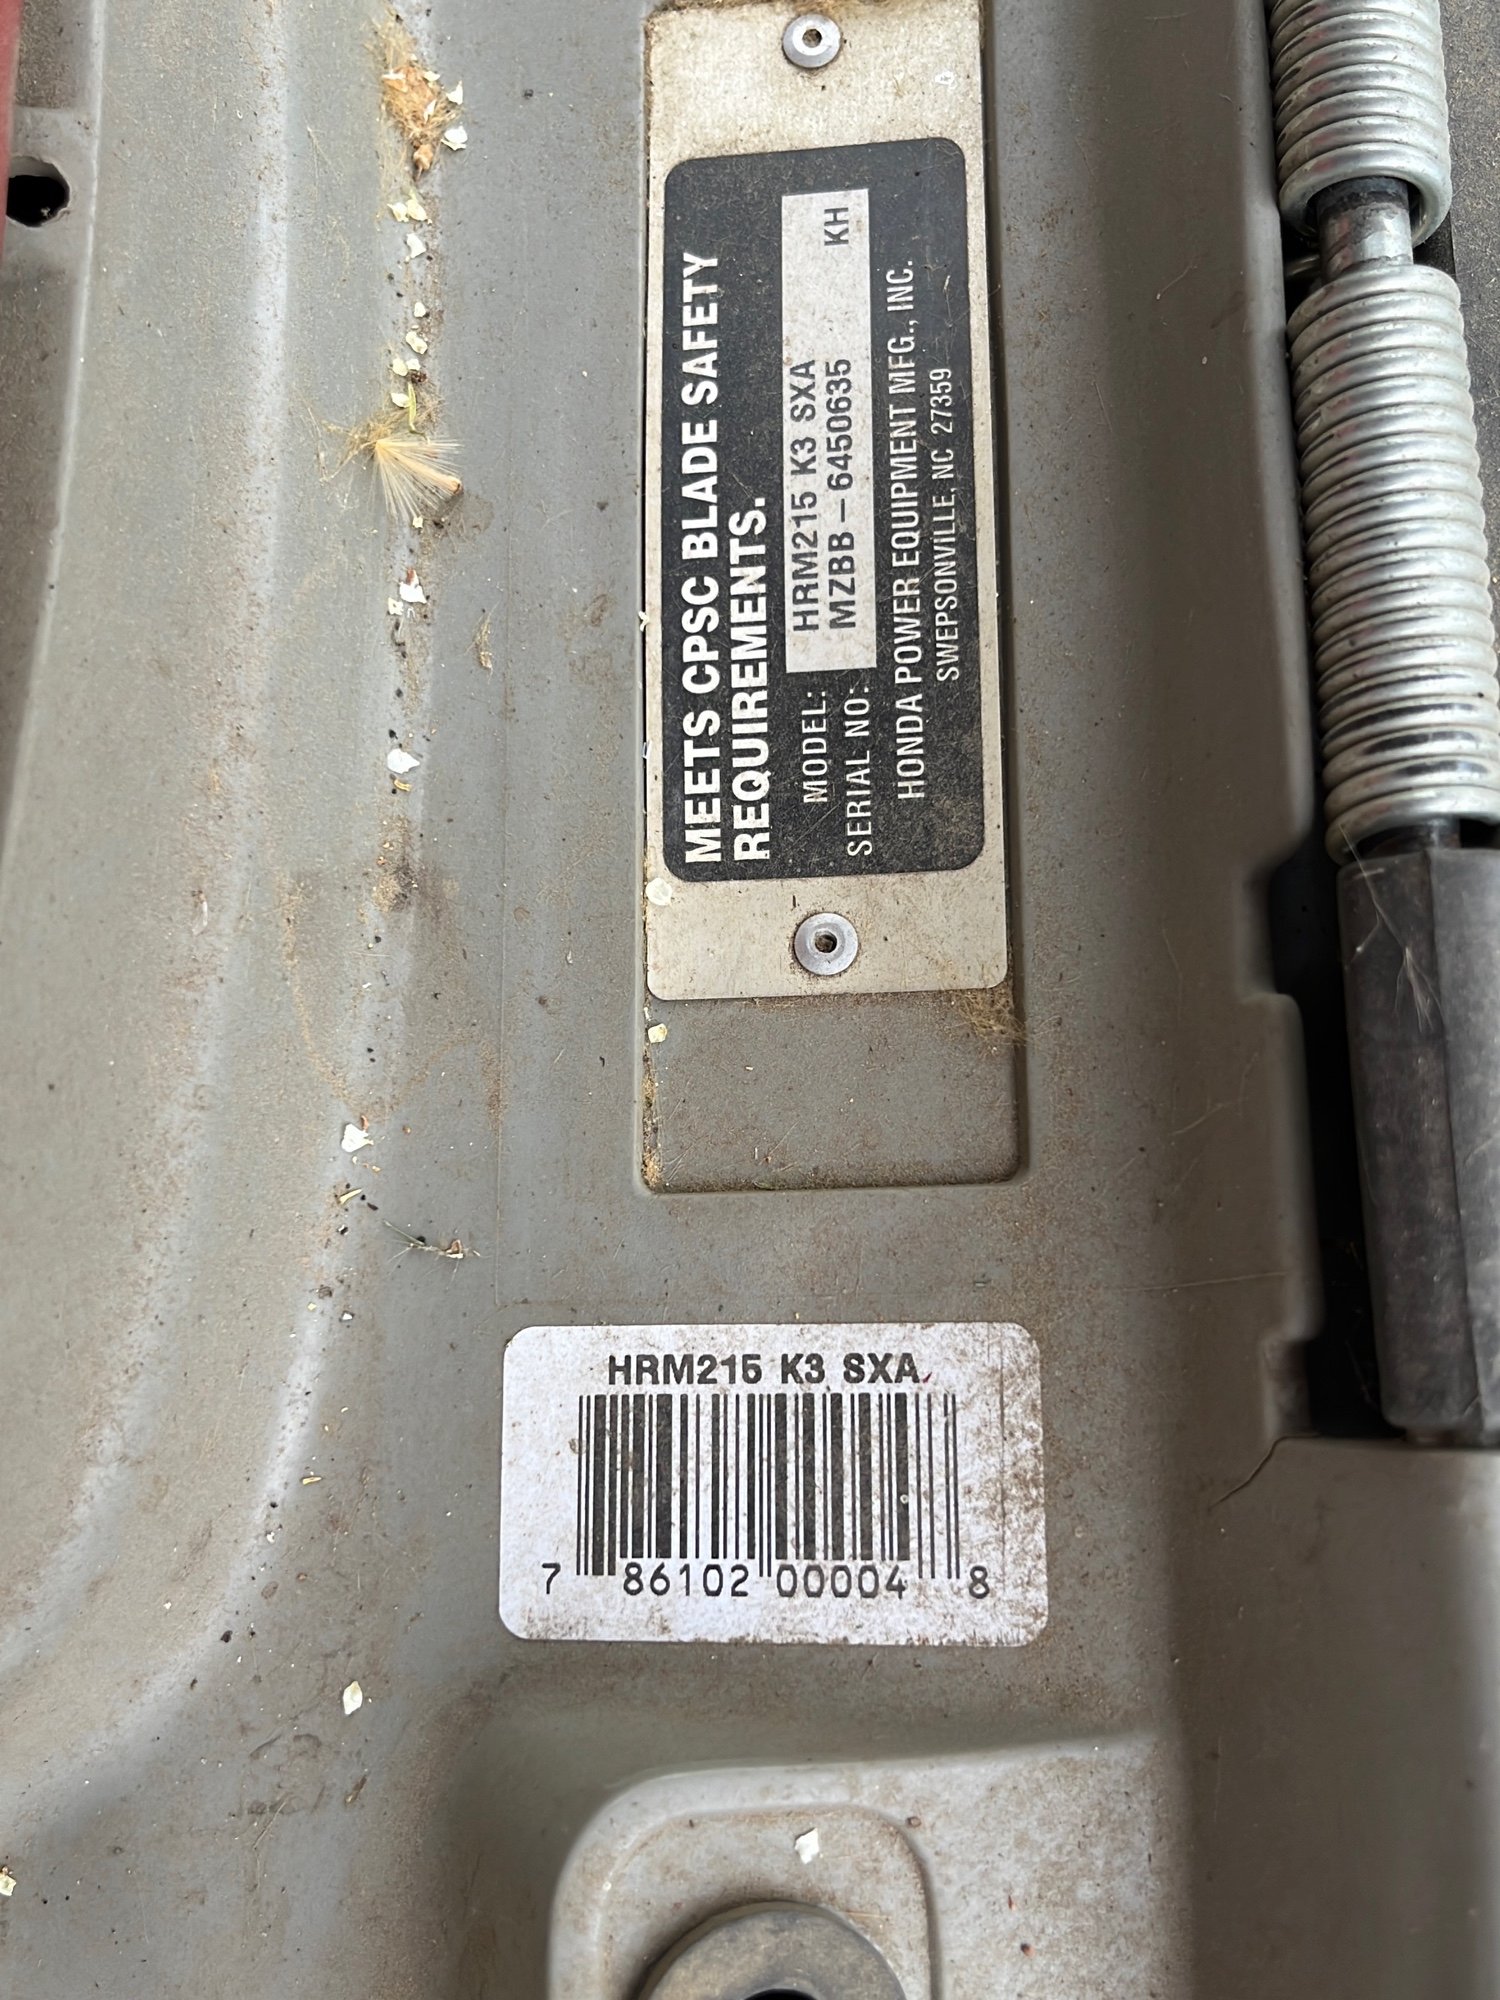 MEETS CPSC BLADE SAFETY
REQUIREMENTS.
MODEL: HRM215 K3 SXA
SERIAL NO: MZBB-6450635 KH
HONDA POWER EQUIPMENT MFG., INC.
SWEPSONVILLE, NC 27359
HRM215 K3 SXA
7 86102 00004 8